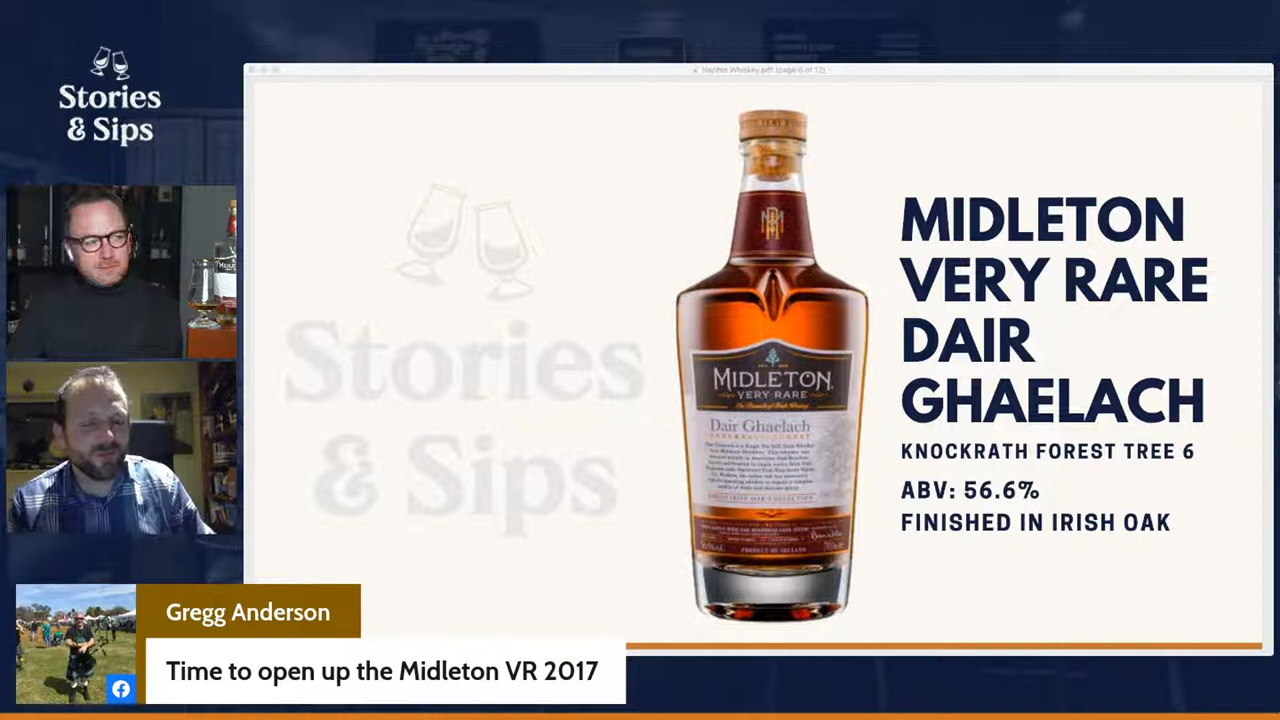 Stories
& Sips
Stories
& Sips
MIDLETON
VERY RARE
DAIR
GHAELACH
KNOCKRATH FOREST TREE 6
ABV: 56.6%
FINISHED IN IRISH OAK
MIDLETON
VERY RARE
Dair Ghaelach
PRODUCT OF IRELAND
Gregg Anderson
Time to open up the Midleton VR 2017